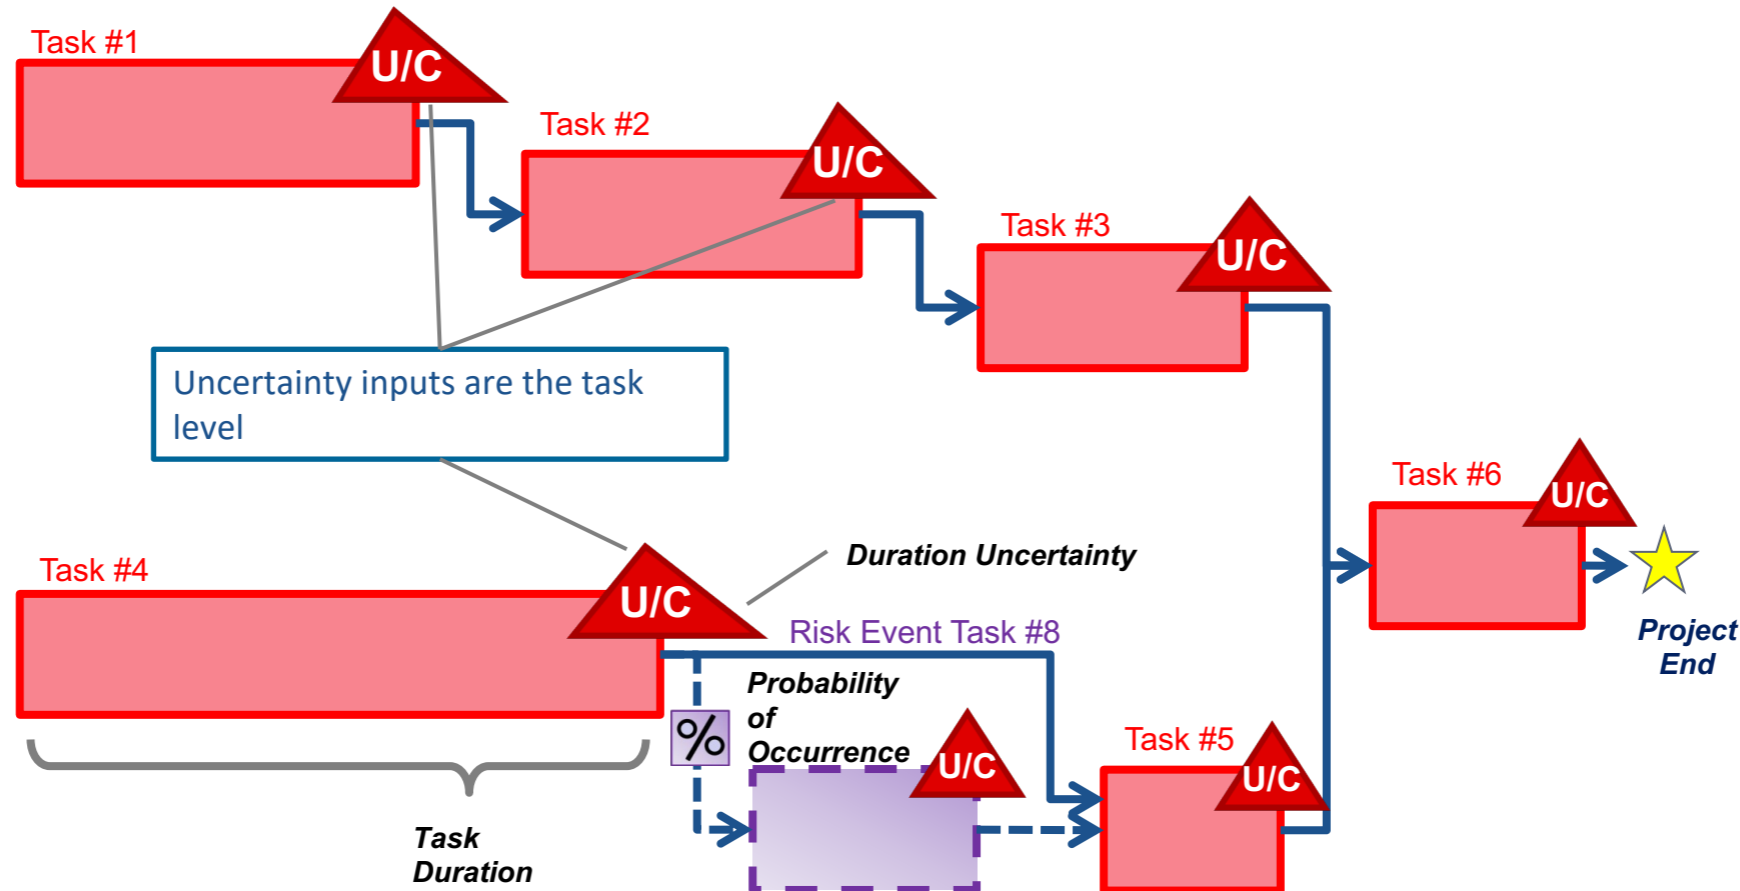 Task #1
U/C
Task #2
U/C
Task #3
U/C
Uncertainty inputs are the task
level
Task #6
U/C
Task #4
U/C
Duration Uncertainty
Risk Event Task #8
Project
End
Probability
of
Occurrence
%
U/C
Task #5
U/C
Task
Duration